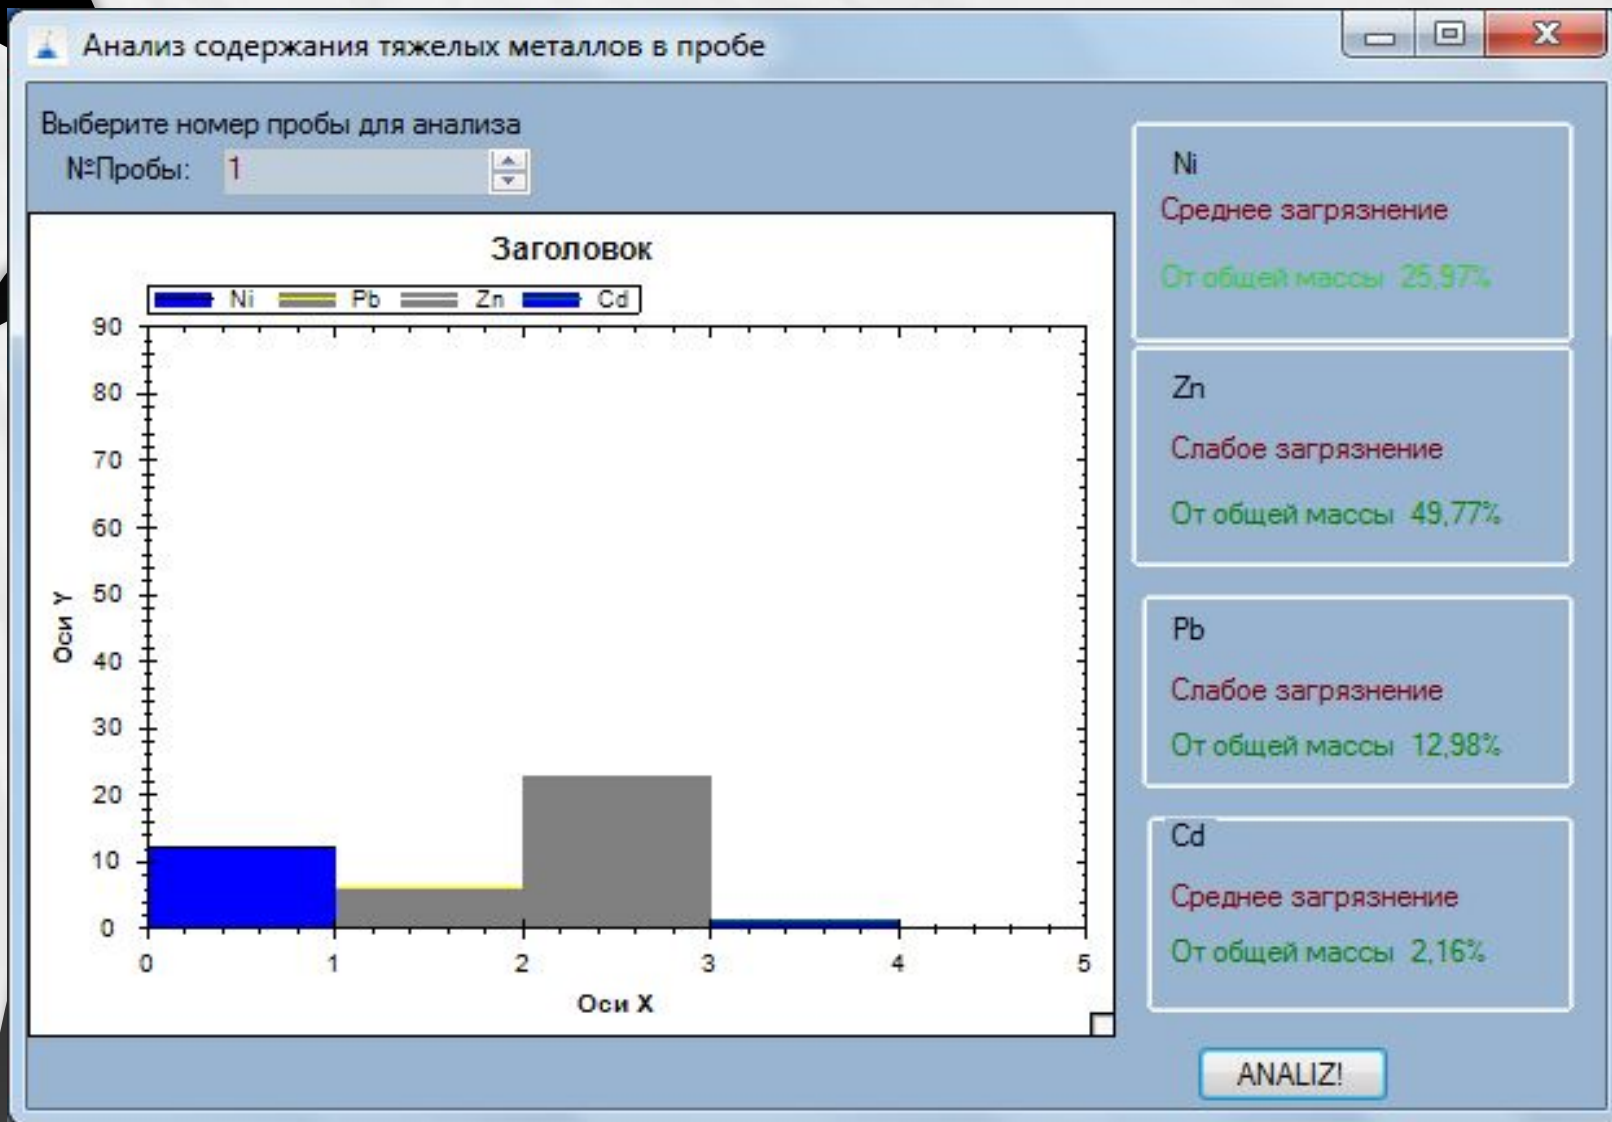 Анализ содержания тяжелых металлов в пробе
Выберите номер пробы для анализа
№Пробы: 1
Заголовок
Ni Pb Zn Cd
90
80
70
60
50
40
30
20
10
0
Оси Y
0 1 2 3 4 5
Оси X
Ni
Среднее загрязнение
От общей массы 25,97%
Zn
Слабое загрязнение
От общей массы 49,77%
Pb
Слабое загрязнение
От общей массы 12,98%
Cd
Среднее загрязнение
От общей массы 2,16%
ANALIZ!